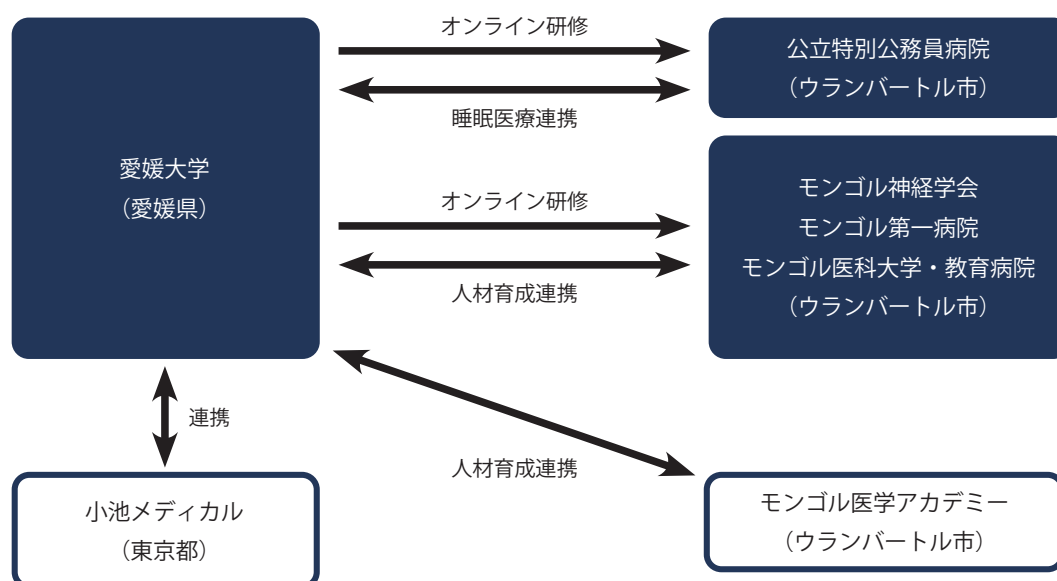 オンライン研修
公立特別公務員病院
（ウランバートル市）
睡眠医療連携
愛媛大学
（愛媛県）
オンライン研修
モンゴル神経学会
モンゴル第一病院
モンゴル医科大学・教育病院
（ウランバートル市）
人材育成連携
連携
人材育成連携
小池メディカル
（東京都）
モンゴル医学アカデミー
（ウランバートル市）